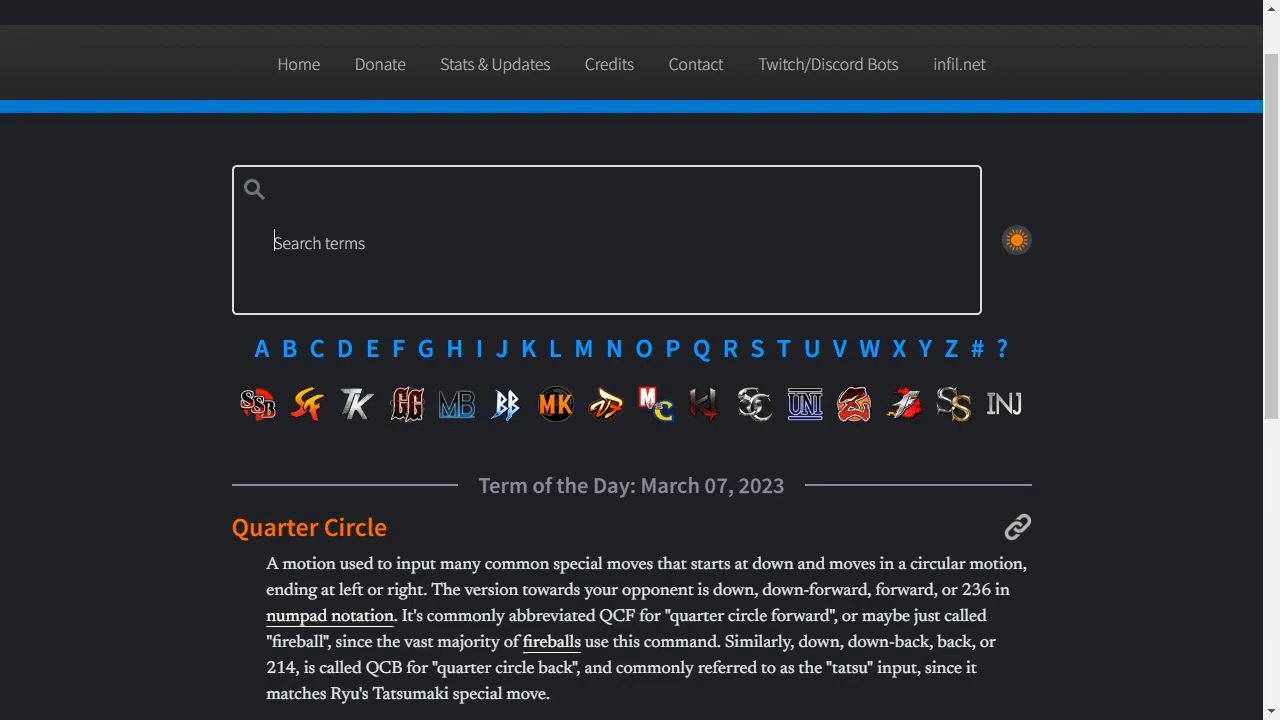 Home Donate Stats & Updates Credits Contact Twitch/Discord Bots infil.net
Search terms
A B C D E F G H I J K L M N O P Q R S T U V W X Y Z # ?
SSB SF TK GG MB BB MK MC KI SC UNI SS INJ
Term of the Day: March 07, 2023
Quarter Circle
A motion used to input many common special moves that starts at down and moves in a circular motion,
ending at left or right. The version towards your opponent is down, down-forward, forward, or 236 in
numpad notation. It's commonly abbreviated QCF for "quarter circle forward", or maybe just called
"fireball", since the vast majority of fireballs use this command. Similarly, down, down-back, back, or
214, is called QCB for "quarter circle back", and commonly referred to as the "tatsu" input, since it
matches Ryu's Tatsumaki special move.